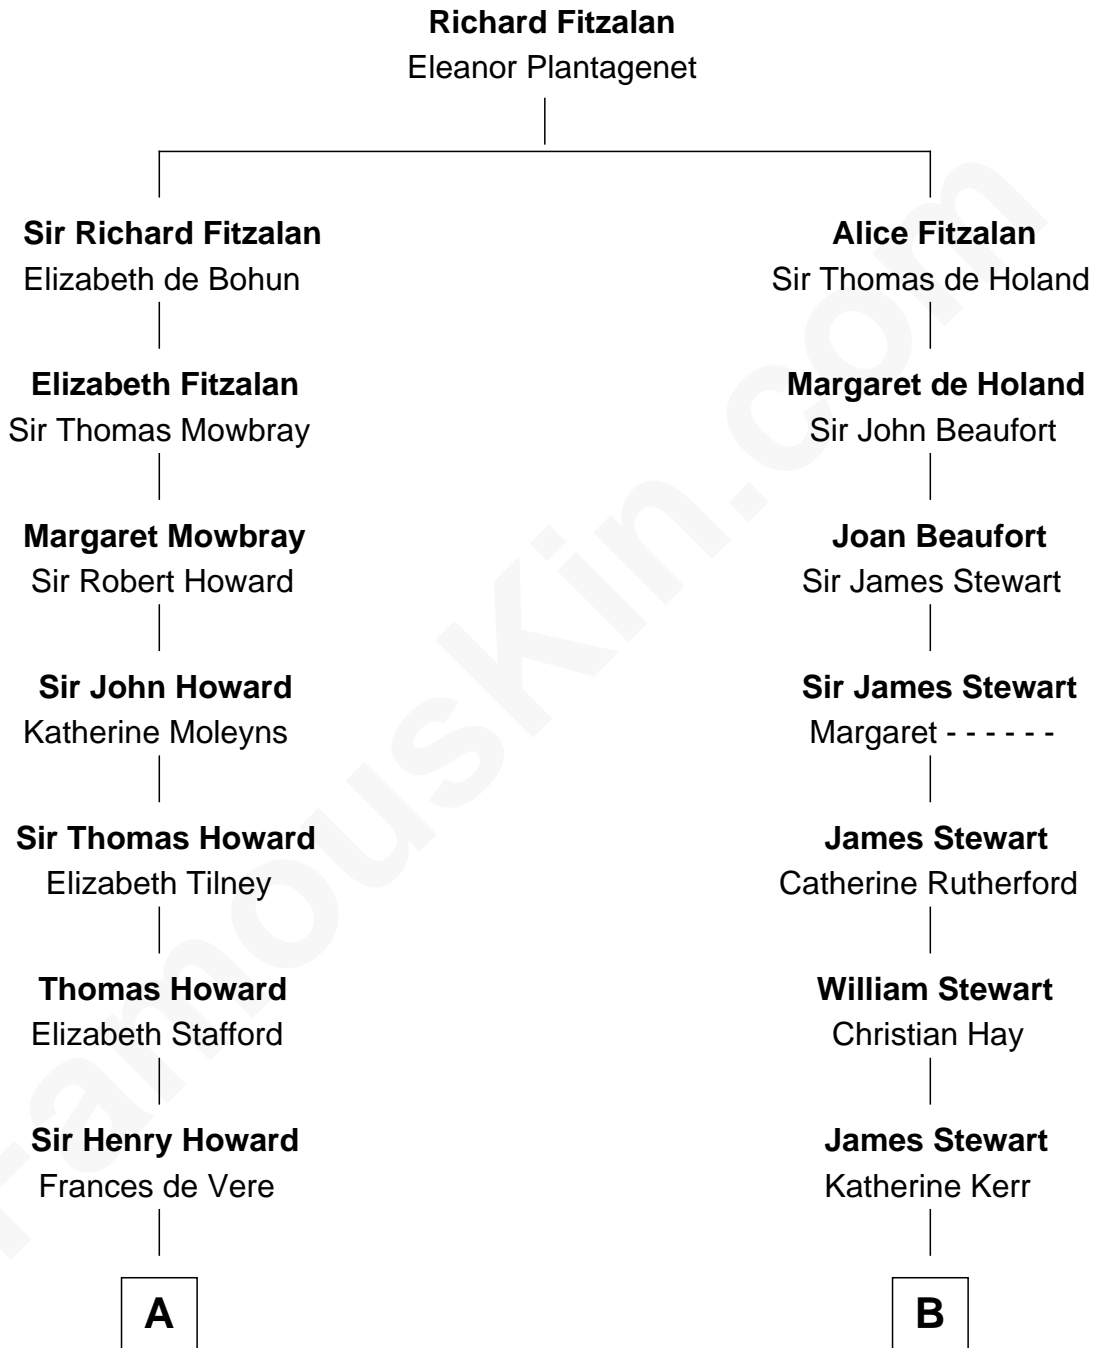 Richard Fitzalan
Eleanor Plantagenet
Sir Richard Fitzalan
Elizabeth de Bohun
Elizabeth Fitzalan
Sir Thomas Mowbray
Margaret Mowbray
Sir Robert Howard
Sir John Howard
Katherine Moleyns
Sir Thomas Howard
Elizabeth Tilney
Thomas Howard
Elizabeth Stafford
Sir Henry Howard
Frances de Vere
A
Alice Fitzalan
Sir Thomas de Holand
Margaret de Holand
Sir John Beaufort
Joan Beaufort
Sir James Stewart
Sir James Stewart
Margaret - - - - - -
James Stewart
Catherine Rutherford
William Stewart
Christian Hay
James Stewart
Katherine Kerr
B
FamousKin.com